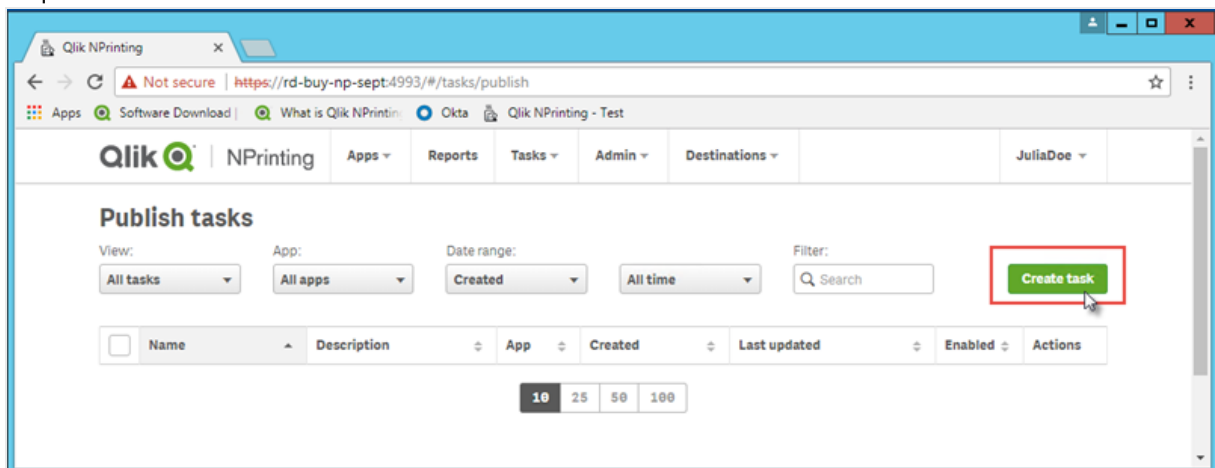 Qlik NPrinting
Not secure | https://rd-buy-np-sept:4993/#/tasks/publish
Apps Software Download | What is Qlik NPrintin Okta Qlik NPrinting - Test
Qlik NPrinting Apps Reports Tasks Admin Destinations JuliaDoe
Publish tasks
View: App: Date range: Filter:
All tasks All apps Created All time Search Create task
Name Description App Created Last updated Enabled Actions
10 25 50 100